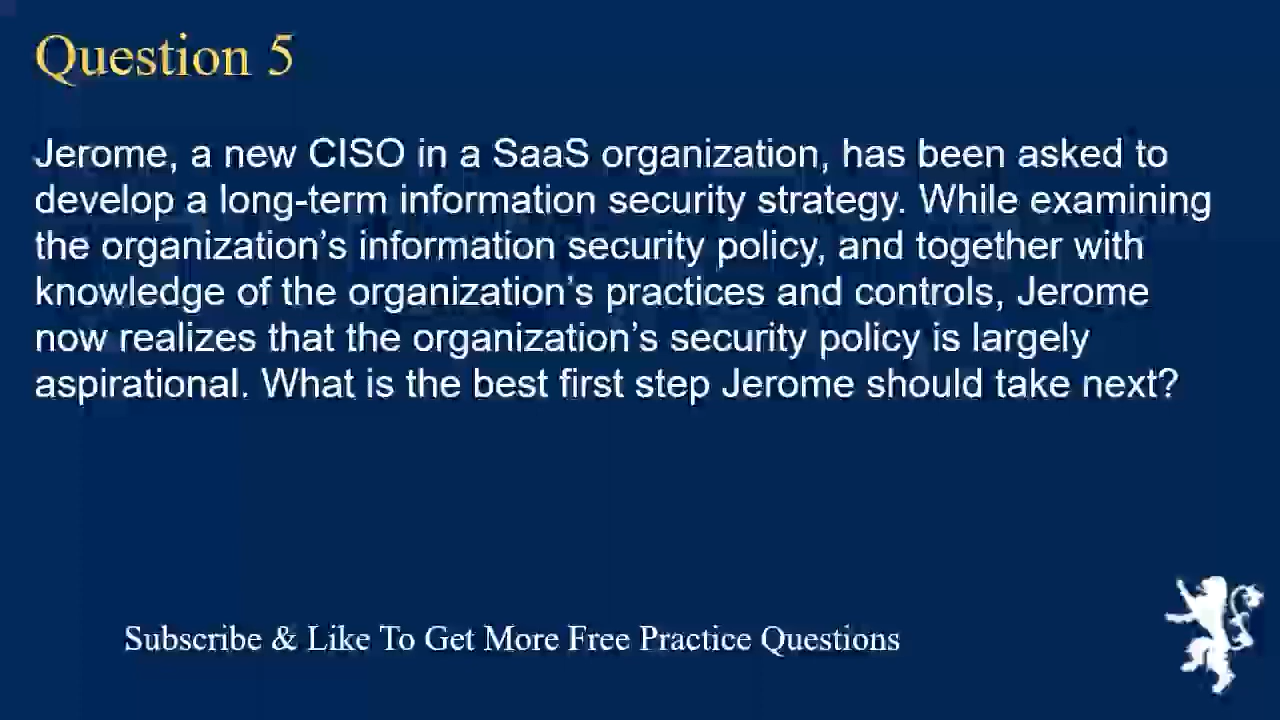 Question 5
Jerome, a new CISO in a SaaS organization, has been asked to
develop a long-term information security strategy. While examining
the organization’s information security policy, and together with
knowledge of the organization’s practices and controls, Jerome
now realizes that the organization’s security policy is largely
aspirational. What is the best first step Jerome should take next?
Subscribe & Like To Get More Free Practice Questions